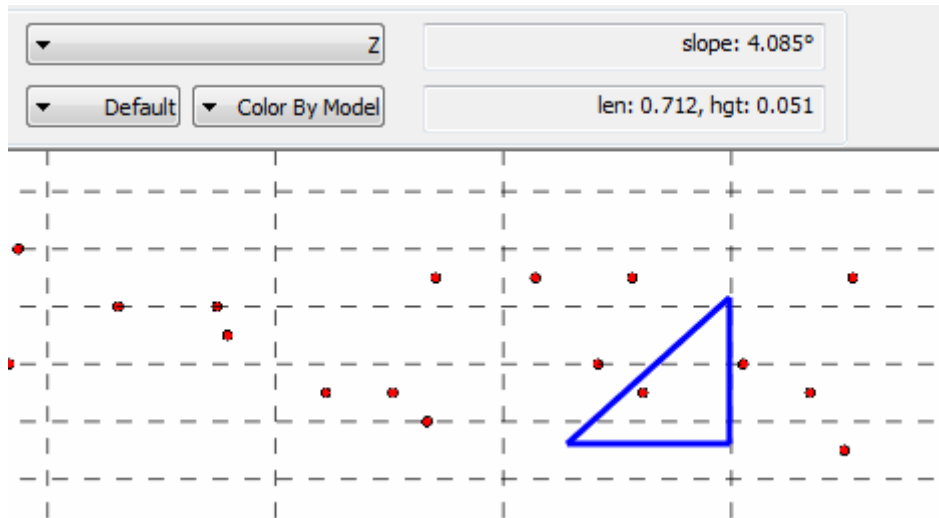 Z
slope: 4.085°
Default
Color By Model
len: 0.712, hgt: 0.051